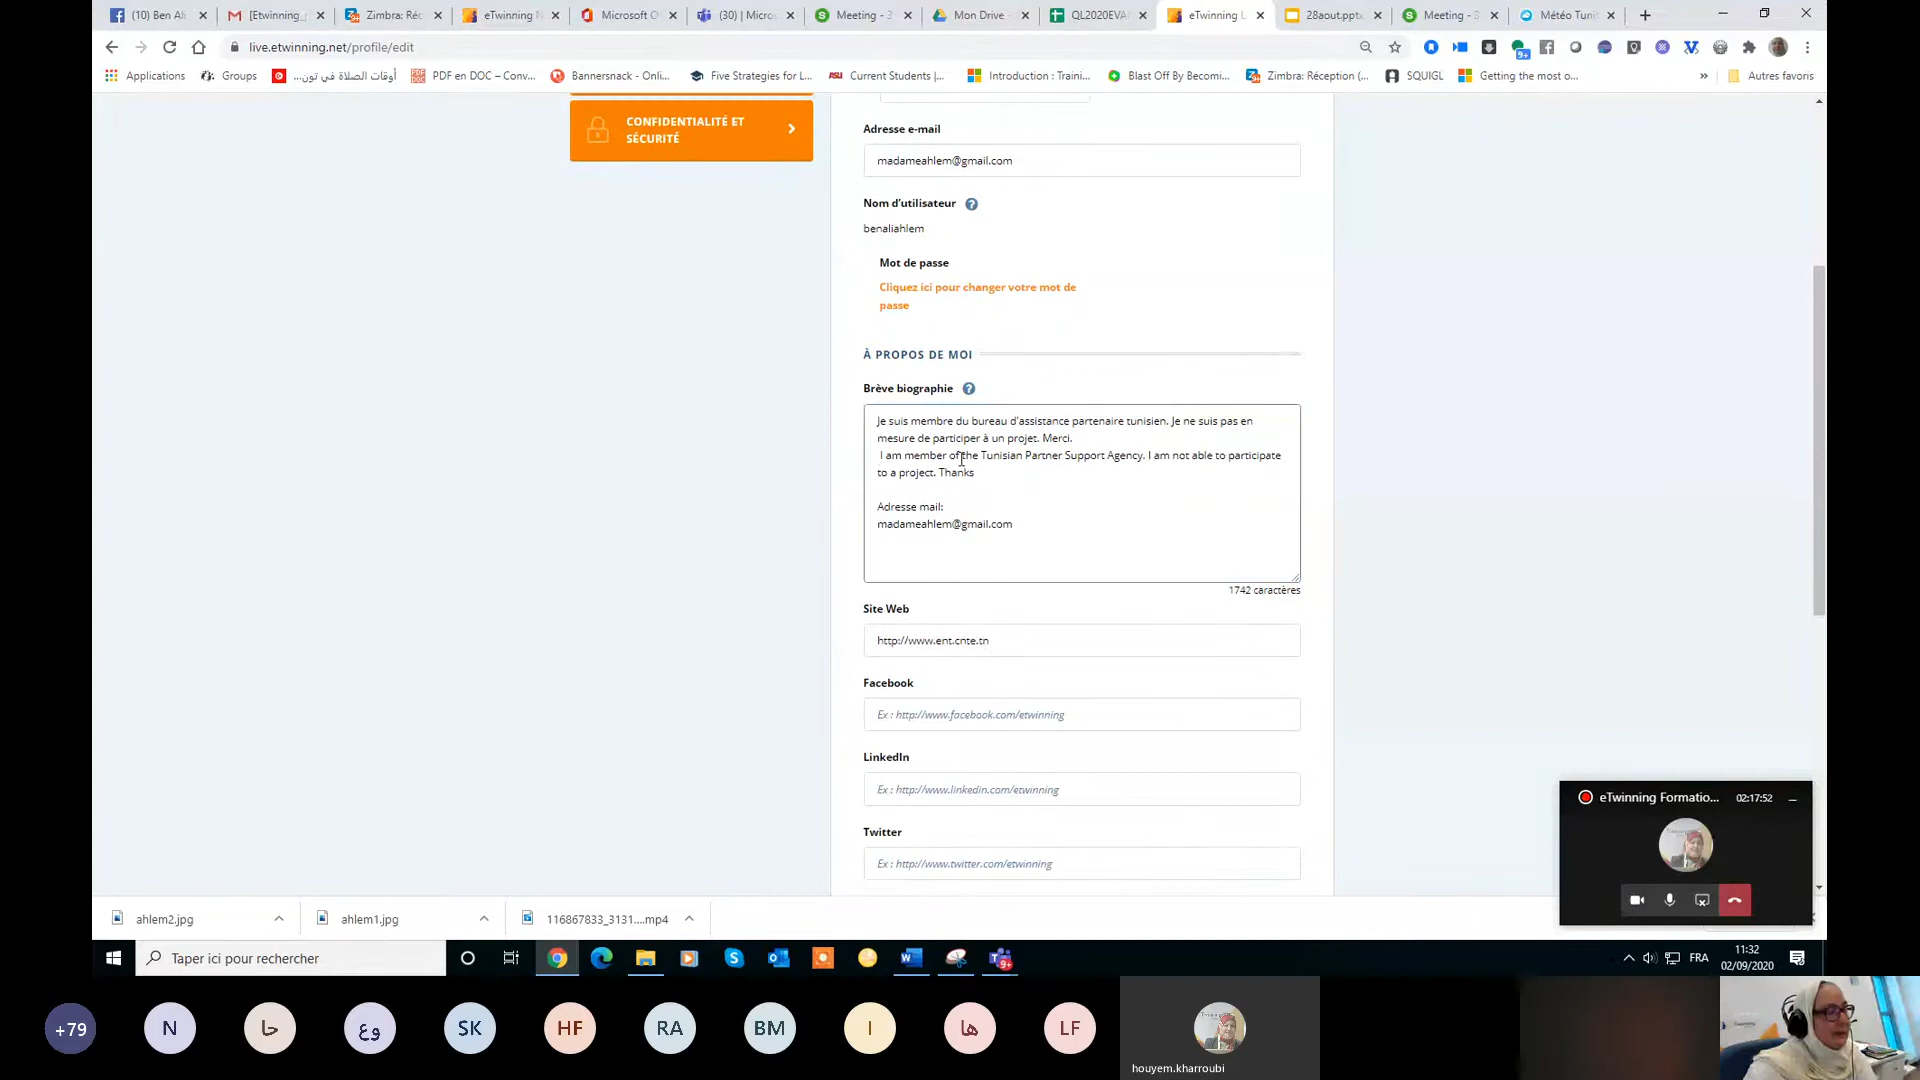 (10) Ben Ali
[Etwinning_
Zimbra: Réc
eTwinning N
Microsoft O
(30) | Micros
Meeting - 3
Mon Drive -
QL2020EVA
eTwinning L
28aout.pptx
Meeting - 8
Météo Tuni
live.etwinning.net/profile/edit
Applications
Groups
أوقات الصلاة في تون...
PDF en DOC – Conv...
Bannersnack - Onli...
Five Strategies for L...
Current Students |...
Introduction : Traini...
Blast Off By Becomi...
Zimbra: Réception (...
SQUIGL
Getting the most o...
»
Autres favoris
CONFIDENTIALITÉ ET
SÉCURITÉ
Adresse e-mail
madameahlem@gmail.com
Nom d'utilisateur
benaliahlem
Mot de passe
Cliquez ici pour changer votre mot de
passe
À PROPOS DE MOI
Brève biographie
Je suis membre du bureau d'assistance partenaire tunisien. Je ne suis pas en
mesure de participer à un projet. Merci.
I am member of the Tunisian Partner Support Agency. I am not able to participate
to a project. Thanks
Adresse mail:
madameahlem@gmail.com
1742 caractères
Site Web
http://www.ent.cnte.tn
Facebook
Ex : http://www.facebook.com/etwinning
LinkedIn
Ex : http://www.linkedin.com/etwinning
Twitter
Ex : http://www.twitter.com/etwinning
eTwinning Formatio...
02:17:52
ahlem2.jpg
ahlem1.jpg
116867833_3131....mp4
Taper ici pour rechercher
FRA
11:32
02/09/2020
+79
N
حا
وع
SK
HF
RA
BM
I
ها
LF
houyem.kharroubi